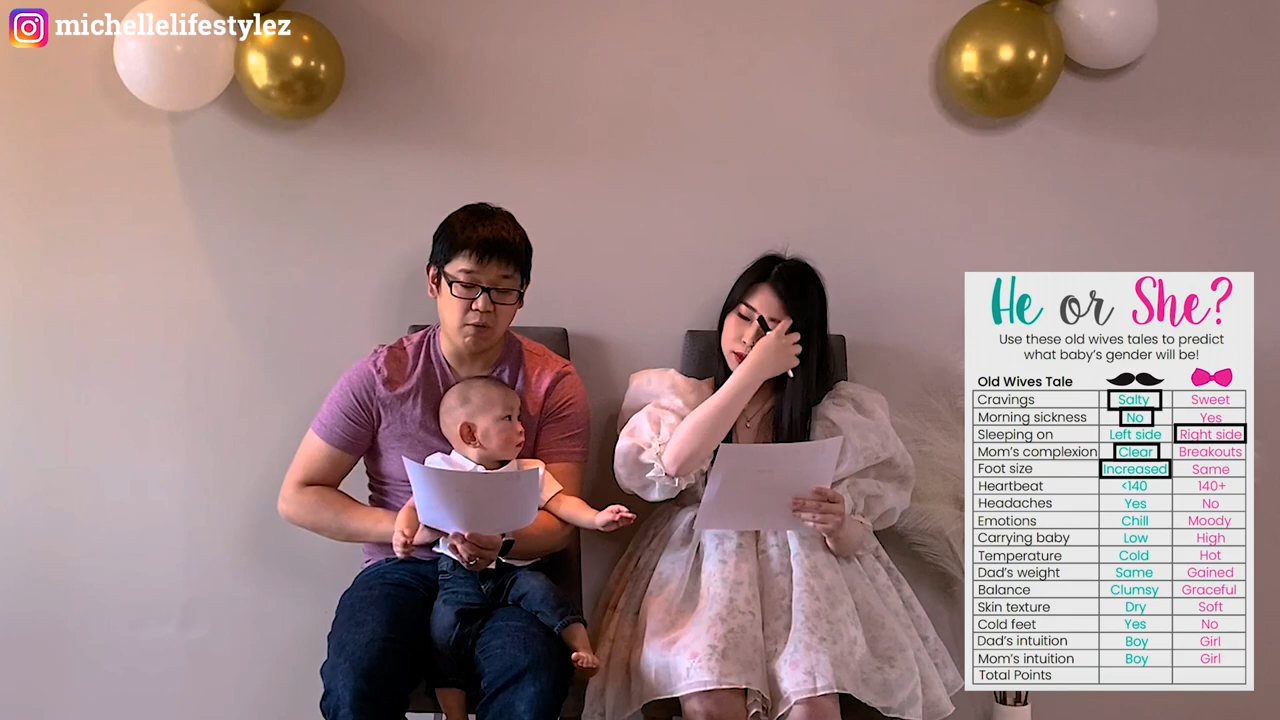 michellelifestylez
He or She?
Use these old wives tales to predict
what baby's gender will be!
Old Wives Tale
Cravings Salty Sweet
Morning sickness No Yes
Sleeping on Left side Right side
Mom's complexion Clear Breakouts
Foot size Increased Same
Heartbeat <140 140+
Headaches Yes No
Emotions Chill Moody
Carrying baby Low High
Temperature Cold Hot
Dad's weight Same Gained
Balance Clumsy Graceful
Skin texture Dry Soft
Cold feet Yes No
Dad's intuition Boy Girl
Mom's intuition Boy Girl
Total Points